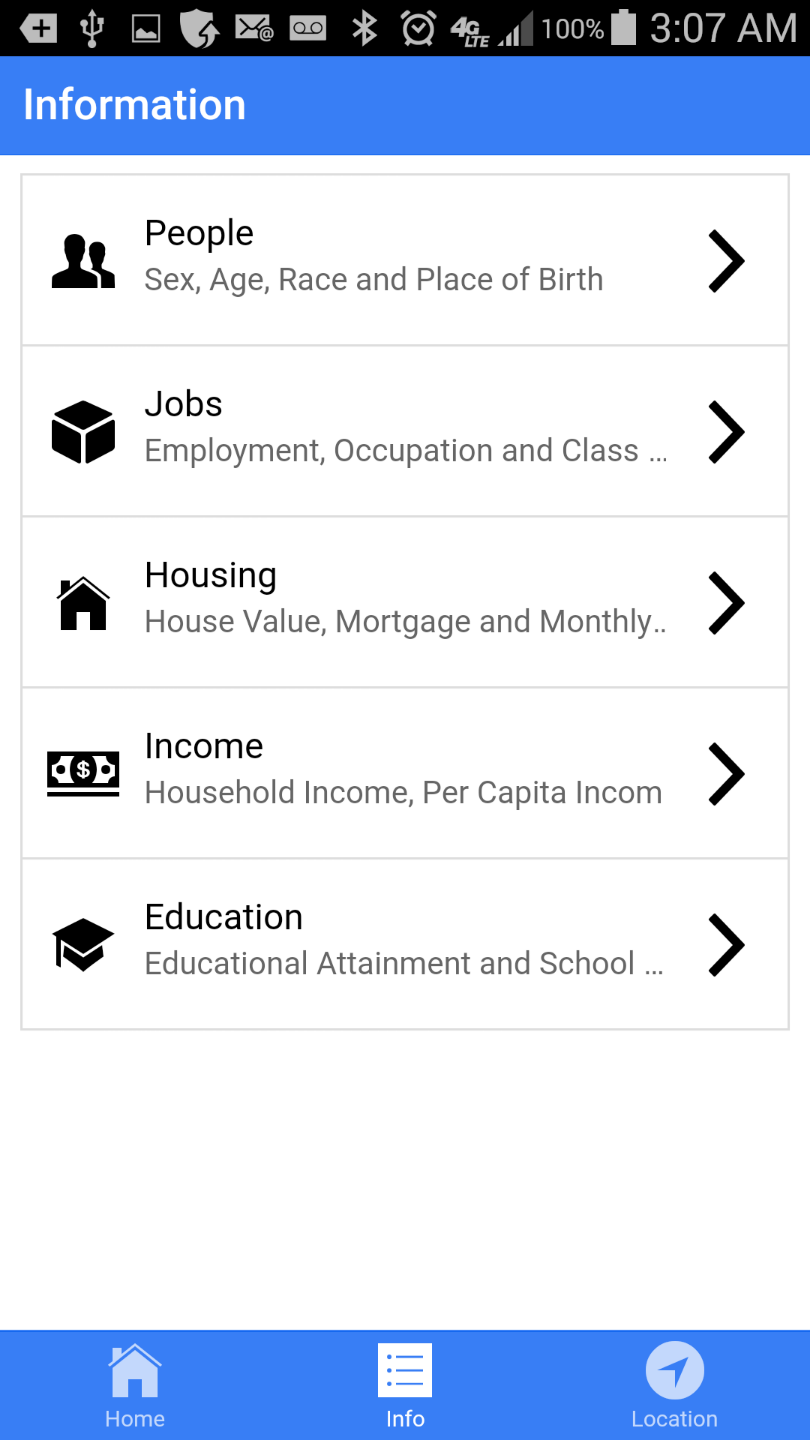 4G LTE 100% 3:07 AM
Information
People
Sex, Age, Race and Place of Birth
Jobs
Employment, Occupation and Class ...
Housing
House Value, Mortgage and Monthly..
Income
Household Income, Per Capita Incom
Education
Educational Attainment and School ...
Home Info Location